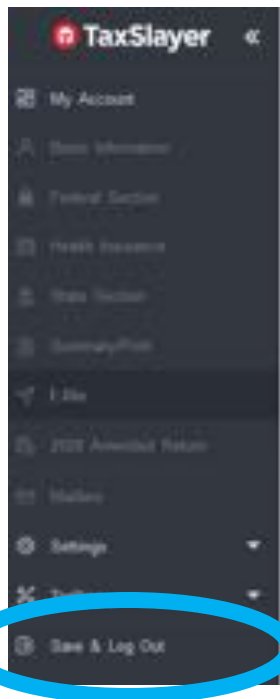 TaxSlayer «
My Account
Basic Information
Federal Section
Health Insurance
State Section
Summary/Print
E-file
Amended Return
Mailbox
Settings
Save & Log Out